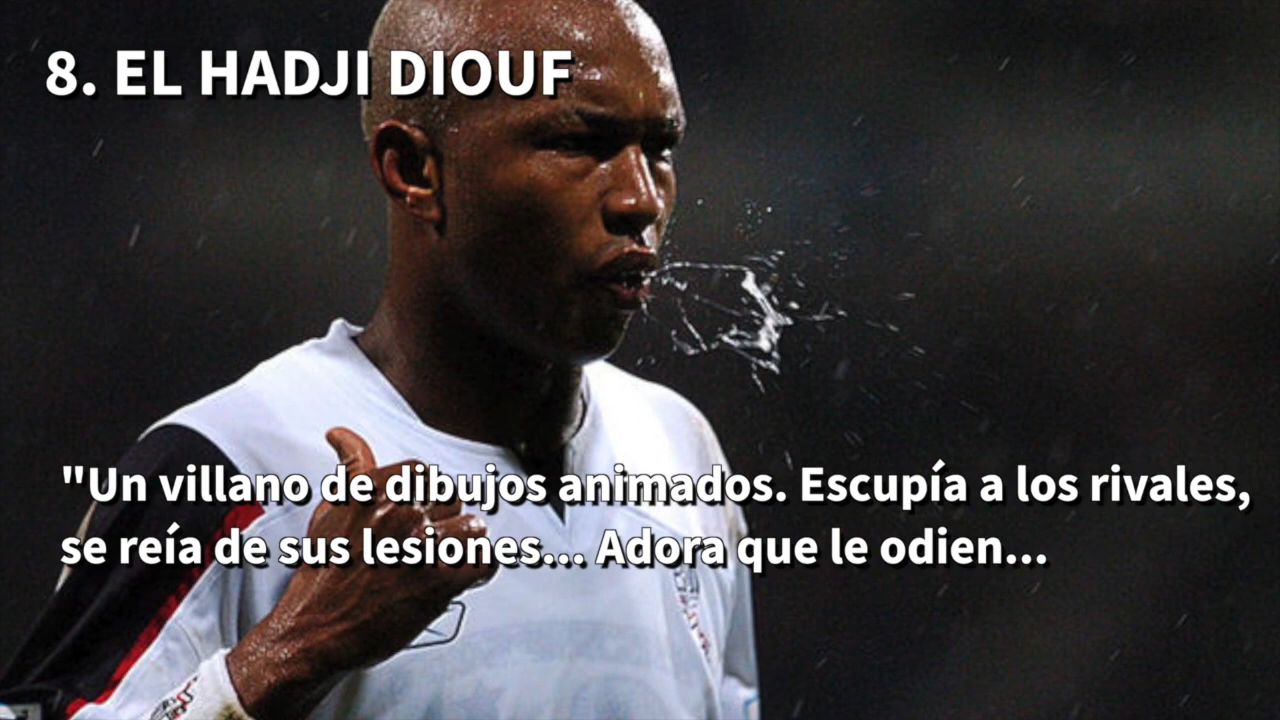 8. EL HADJI DIOUF
"Un villano de dibujos animados. Escupía a los rivales,
se reía de sus lesiones... Adora que le odien...